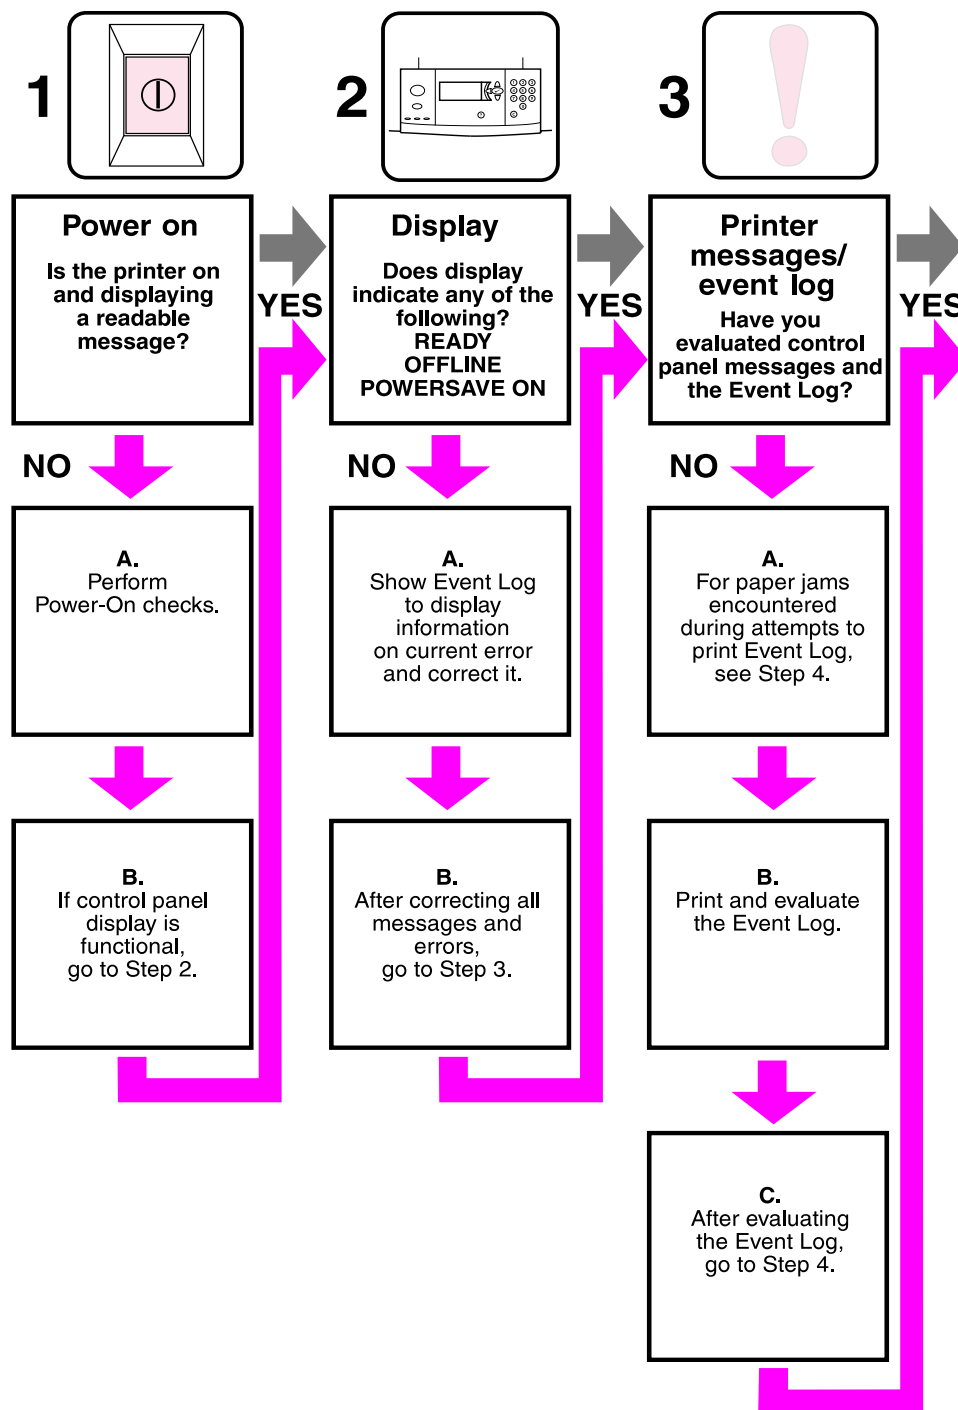 1
Power on
Is the printer on
and displaying
a readable
message?
YES
NO
A.
Perform
Power-On checks.
B.
If control panel
display is
functional,
go to Step 2.
2
Display
Does display
indicate any of the
following?
READY
OFFLINE
POWERSAVE ON
YES
NO
A.
Show Event Log
to display
information
on current error
and correct it.
B.
After correcting all
messages and
errors,
go to Step 3.
3
Printer
messages/
event log
Have you
evaluated control
panel messages and
the Event Log?
YES
NO
A.
For paper jams
encountered
during attempts to
print Event Log,
see Step 4.
B.
Print and evaluate
the Event Log.
C.
After evaluating
the Event Log,
go to Step 4.